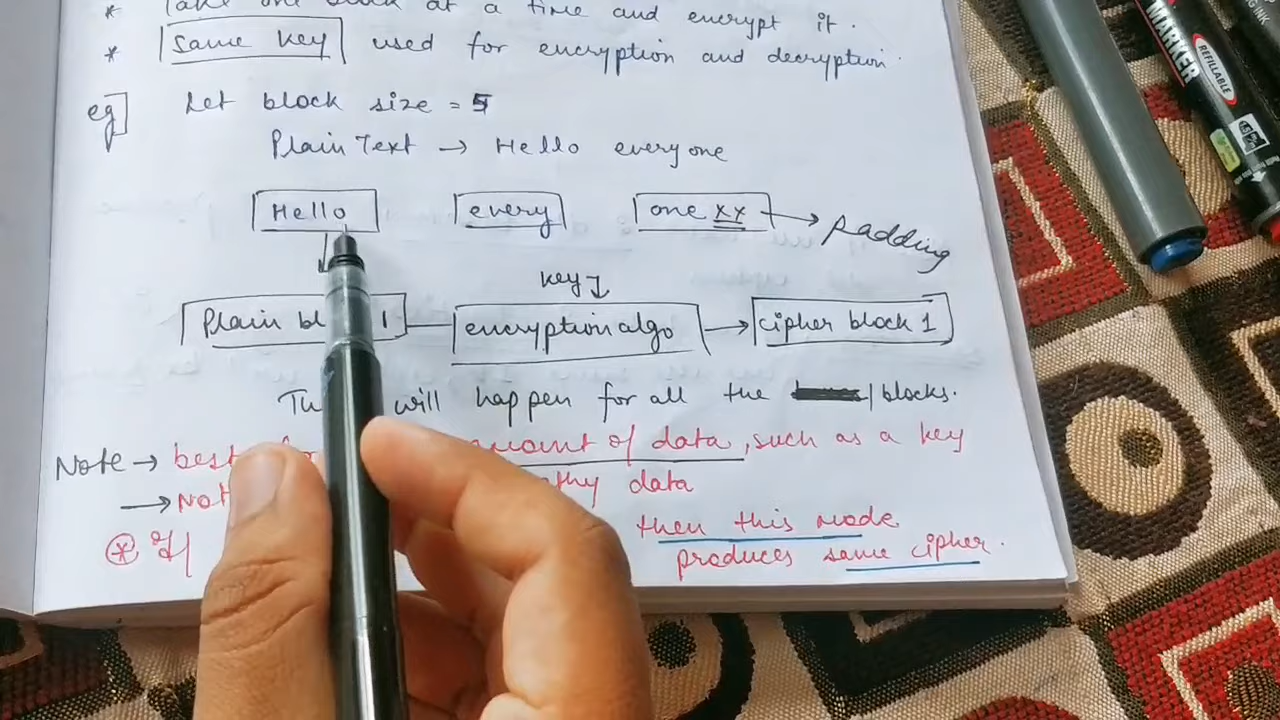 * Take one block at a time and encrypt it.
* Same key used for encryption and decryption.
eg] Let block size = 5
Plain Text → Hello everyone
Hello every one xx → padding
key
Plain bl 1 encryption algo → cipher block 1
will happen for all the blocks.
Note → best amount of data, such as a key
→ Not data
* If then this mode
produces same cipher.
MARKER
REFILLABLE
INK